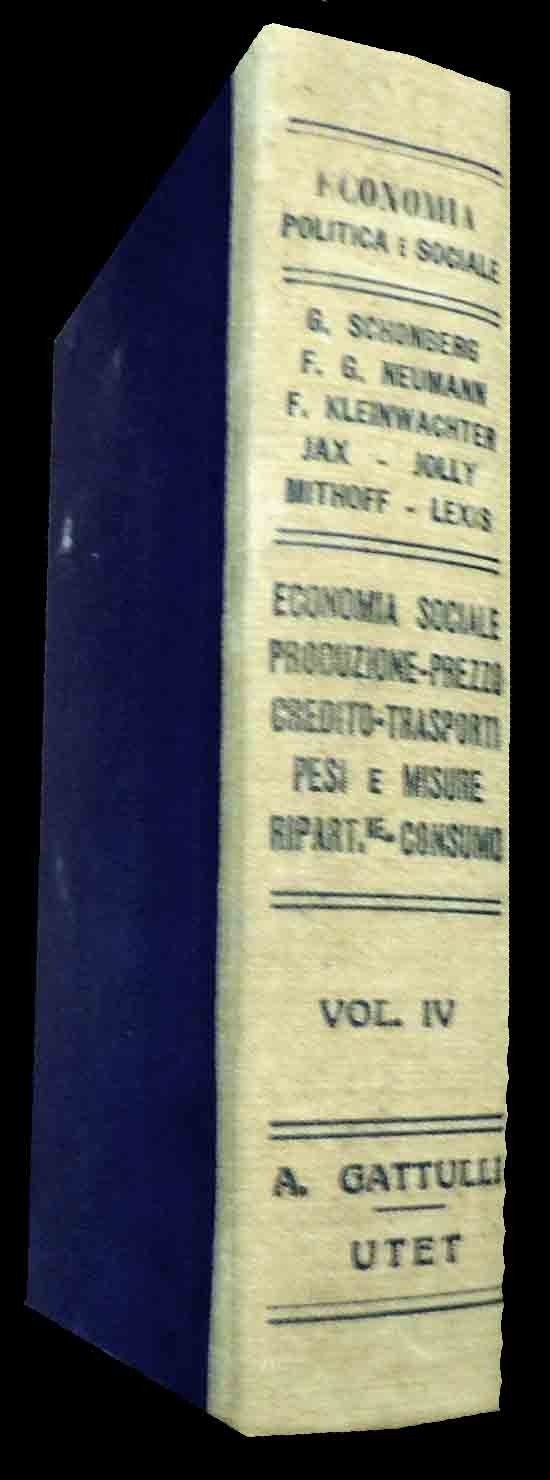 ECONOMIA
POLITICA E SOCIALE
G. SCHONBERG
F. G. NEUMANN
F. KLEINWACHTER
JAX - JOLLY
MITHOFF - LEXIS
ECONOMIA SOCIALE
PRODUZIONE-PREZZO
CREDITO-TRASPORTI
PESI E MISURE
RIPART.NE-CONSUMO
VOL. IV
A. GATTULLI
UTET